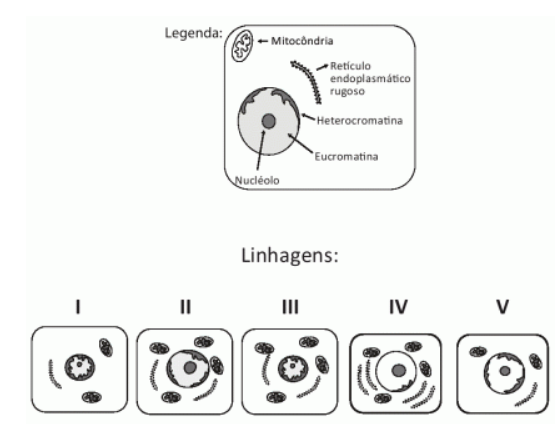 Legenda:
Mitocôndria
Retículo
endoplasmático
rugoso
Heterocromatina
Eucromatina
Nucléolo
Linhagens:
I II III IV V